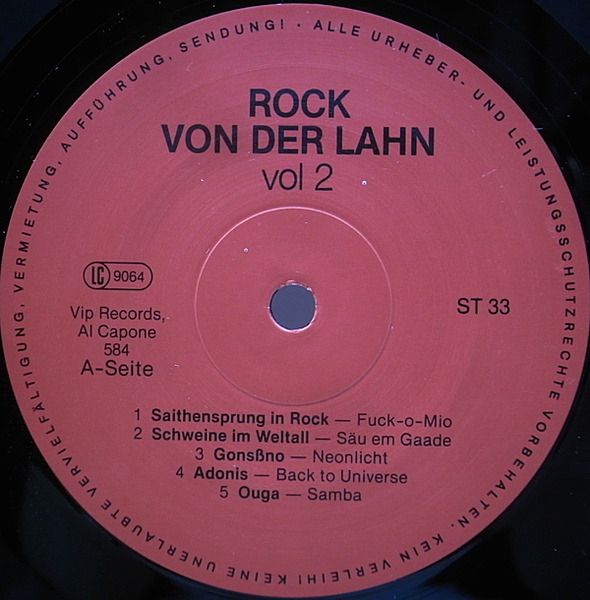 ALLE URHEBER- UND LEISTUNGSSCHUTZRECHTE VORBEHALTEN. KEIN VERLEIH! KEINE UNERLAUBTE VERVIELFÄLTIGUNG, VERMIETUNG, AUFFÜHRUNG, SENDUNG! ·
ROCK
VON DER LAHN
vol 2
LC 9064
ST 33
Vip Records,
Al Capone
584
A-Seite
1 Saithensprung in Rock — Fuck-o-Mio
2 Schweine im Weltall — Säu em Gaade
3 Gonsßno — Neonlicht
4 Adonis — Back to Universe
5 Ouga — Samba